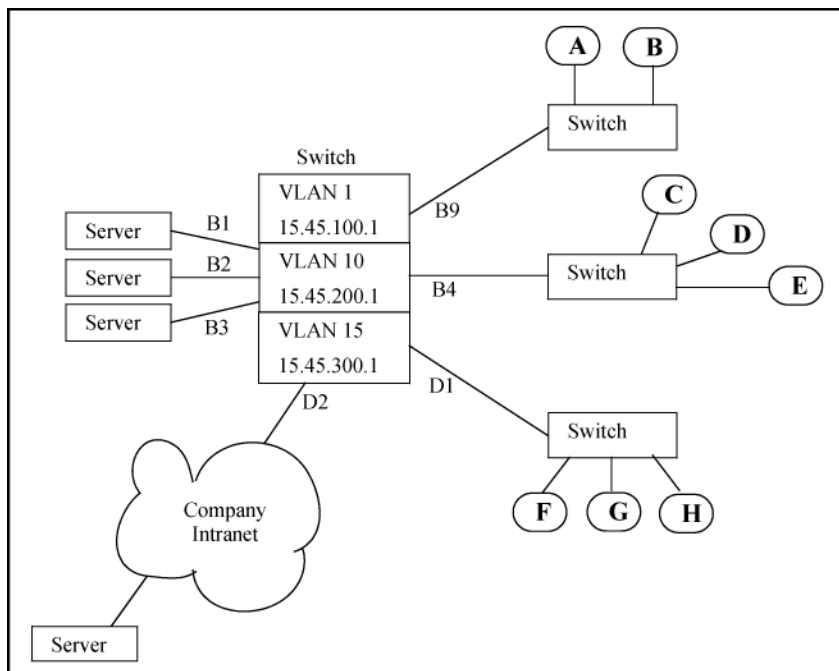 A
B
Switch
Switch
VLAN 1
15.45.100.1
B9
C
B1
Server
VLAN 10
15.45.200.1
D
B2
Server
B4
Switch
E
B3
Server
VLAN 15
15.45.300.1
D2
D1
Switch
Company
Intranet
F
G
H
Server